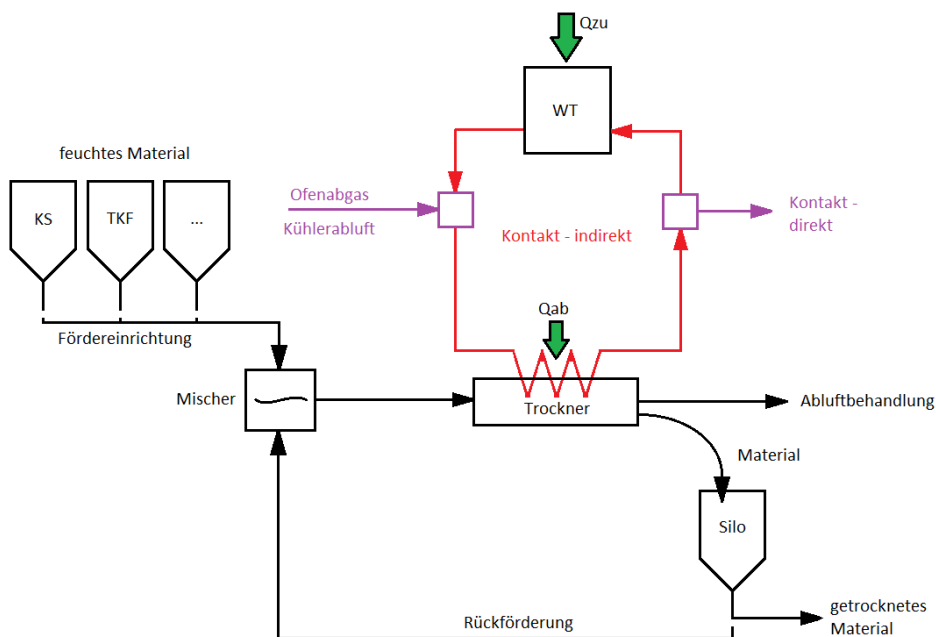 Qzu
WT
feuchtes Material
KS
TKF
...
Ofenabgas
Kühlerabluft
Kontakt - indirekt
Kontakt -
direkt
Qab
Fördereinrichtung
Mischer
Trockner
Abluftbehandlung
Material
Silo
Rückförderung
getrocknetes
Material